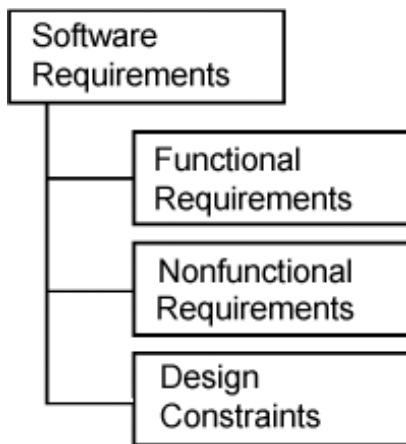 Software
Requirements
Functional
Requirements
Nonfunctional
Requirements
Design
Constraints